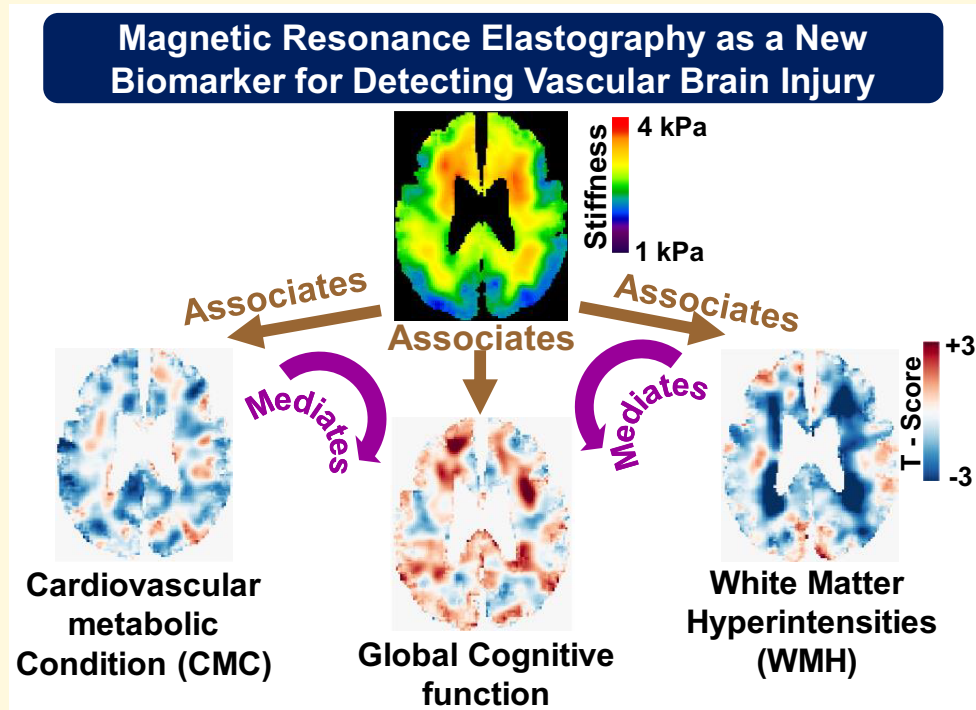 Magnetic Resonance Elastography as a New
Biomarker for Detecting Vascular Brain Injury
4 kPa
Stiffness
1 kPa
Associates
Associates
Associates
Mediates
Mediates
+3
T - Score
-3
Cardiovascular
metabolic
Condition (CMC)
Global Cognitive
function
White Matter
Hyperintensities
(WMH)